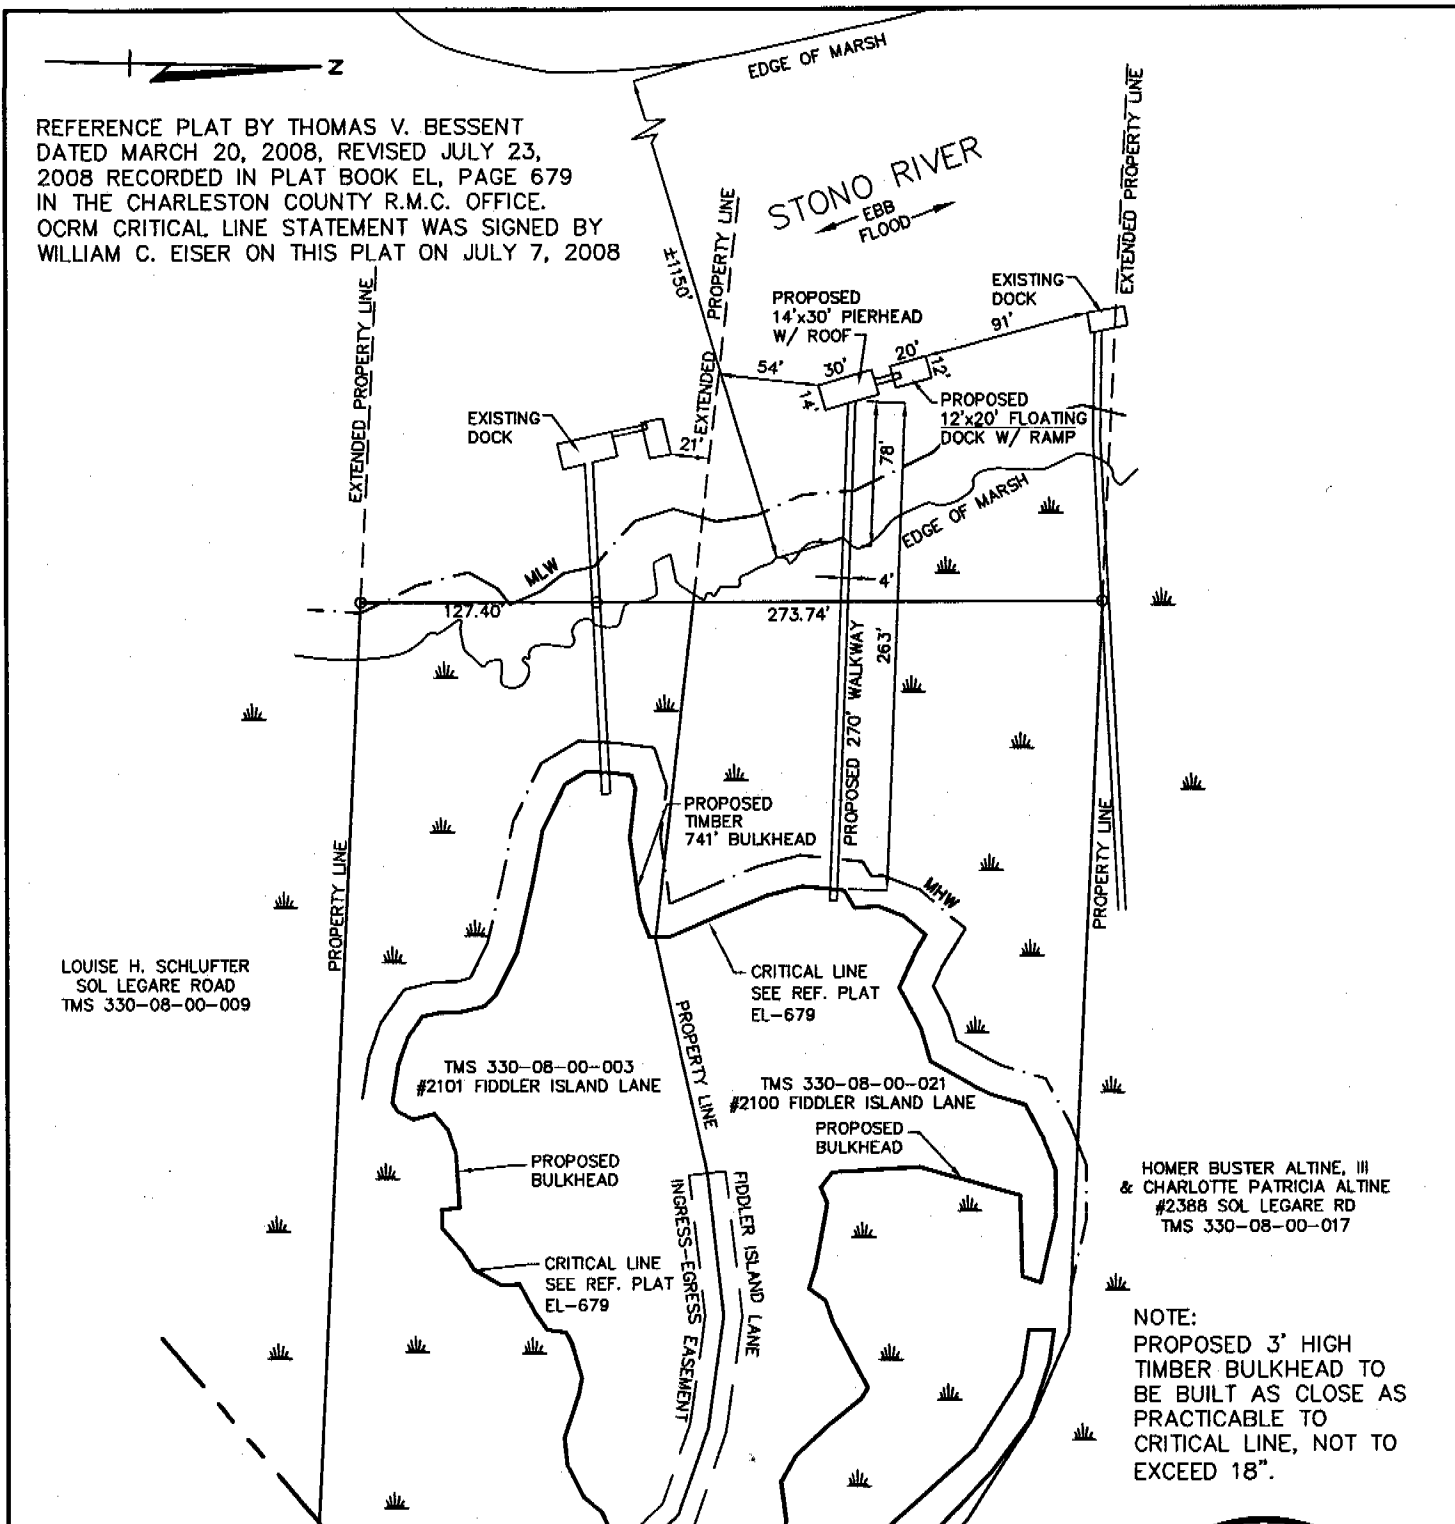 EDGE OF MARSH
N
REFERENCE PLAT BY THOMAS V. BESSENT
DATED MARCH 20, 2008, REVISED JULY 23,
2008 RECORDED IN PLAT BOOK EL, PAGE 679
IN THE CHARLESTON COUNTY R.M.C. OFFICE.
OCRM CRITICAL LINE STATEMENT WAS SIGNED BY
WILLIAM C. EISER ON THIS PLAT ON JULY 7, 2008
STONO RIVER
EBB
FLOOD
EXTENDED PROPERTY LINE
EXTENDED PROPERTY LINE
EXTENDED PROPERTY LINE
±1150'
PROPOSED
14'x30' PIERHEAD
W/ ROOF
EXISTING
DOCK
91'
54'
30'
14'
20'
12'
PROPOSED
12'x20' FLOATING
DOCK W/ RAMP
EXISTING
DOCK
21'
78'
EDGE OF MARSH
MLW
4'
127.40'
273.74'
263'
PROPOSED 270' WALKWAY
PROPOSED
TIMBER
741' BULKHEAD
MHW
PROPERTY LINE
PROPERTY LINE
LOUISE H. SCHLUFTER
SOL LEGARE ROAD
TMS 330-08-00-009
CRITICAL LINE
SEE REF. PLAT
EL-679
PROPERTY LINE
TMS 330-08-00-003
#2101 FIDDLER ISLAND LANE
TMS 330-08-00-021
#2100 FIDDLER ISLAND LANE
PROPOSED
BULKHEAD
PROPOSED
BULKHEAD
HOMER BUSTER ALTINE, III
& CHARLOTTE PATRICIA ALTINE
#2388 SOL LEGARE RD
TMS 330-08-00-017
INGRESS-EGRESS EASEMENT
FIDDLER ISLAND LANE
CRITICAL LINE
SEE REF. PLAT
EL-679
NOTE:
PROPOSED 3' HIGH
TIMBER BULKHEAD TO
BE BUILT AS CLOSE AS
PRACTICABLE TO
CRITICAL LINE, NOT TO
EXCEED 18".